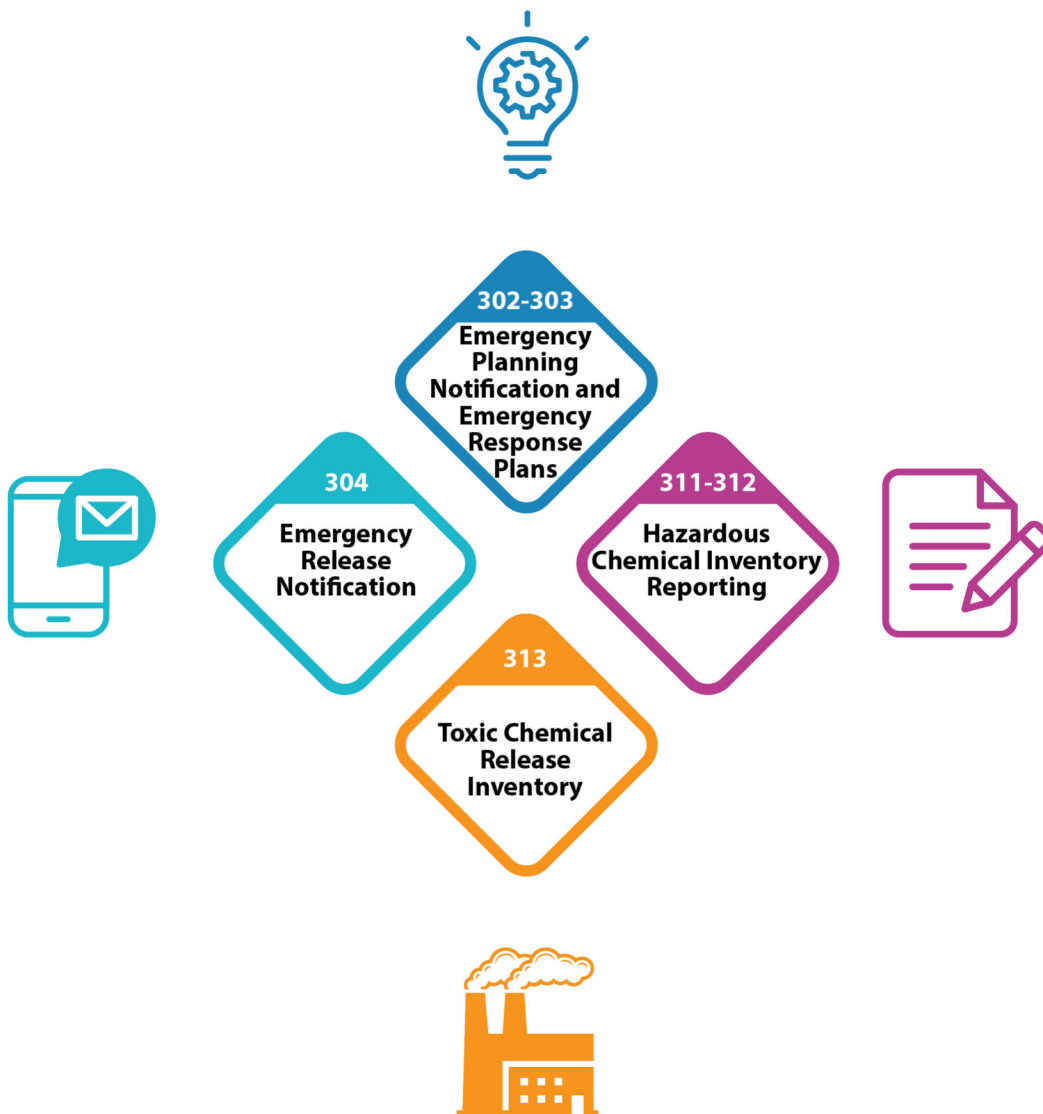 302-303
Emergency
Planning
Notification and
Emergency
Response
Plans
304
Emergency
Release
Notification
311-312
Hazardous
Chemical Inventory
Reporting
313
Toxic Chemical
Release
Inventory